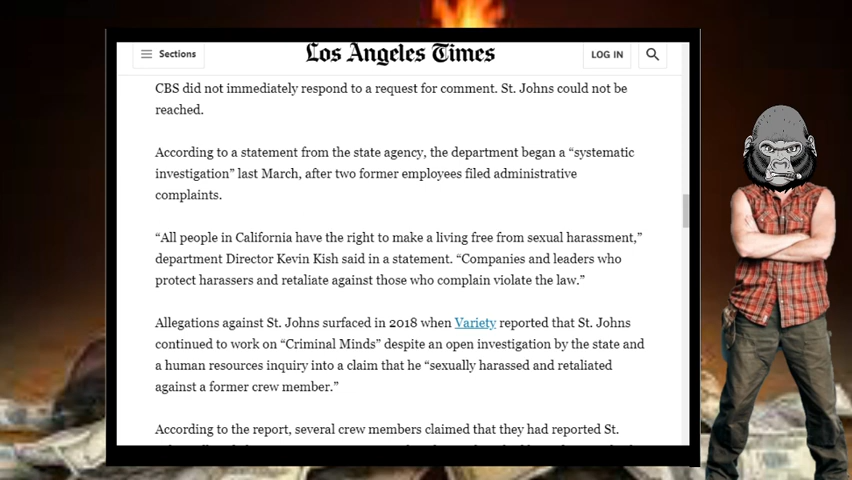 Sections
Los Angeles Times
LOG IN
CBS did not immediately respond to a request for comment. St. Johns could not be
reached.
According to a statement from the state agency, the department began a “systematic
investigation” last March, after two former employees filed administrative
complaints.
“All people in California have the right to make a living free from sexual harassment,”
department Director Kevin Kish said in a statement. “Companies and leaders who
protect harassers and retaliate against those who complain violate the law.”
Allegations against St. Johns surfaced in 2018 when Variety reported that St. Johns
continued to work on “Criminal Minds” despite an open investigation by the state and
a human resources inquiry into a claim that he “sexually harassed and retaliated
against a former crew member.”
According to the report, several crew members claimed that they had reported St.